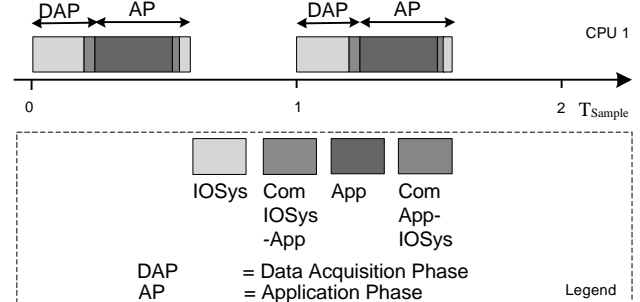 DAP AP DAP AP
CPU 1
0 1 2 T_Sample
IOSys Com App Com
IOSys App-
-App IOSys
DAP = Data Acquisition Phase
AP = Application Phase Legend